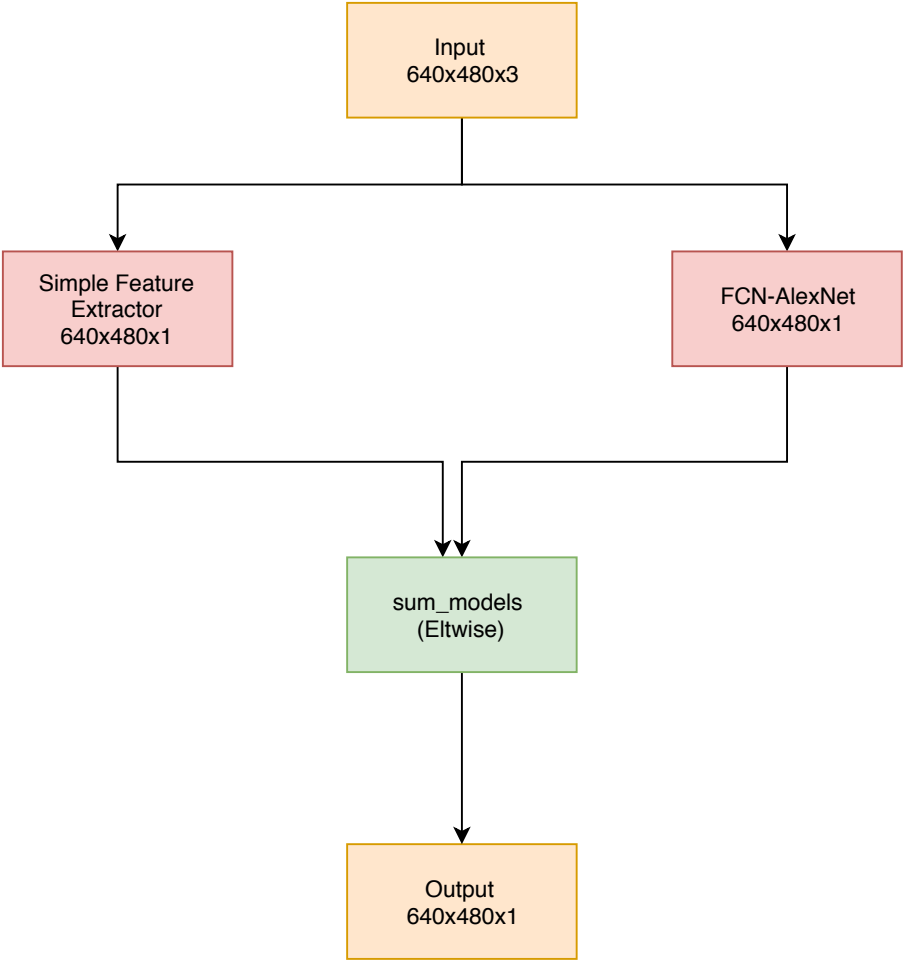 Input
640x480x3
Simple Feature
Extractor
640x480x1
FCN-AlexNet
640x480x1
sum_models
(Eltwise)
Output
640x480x1